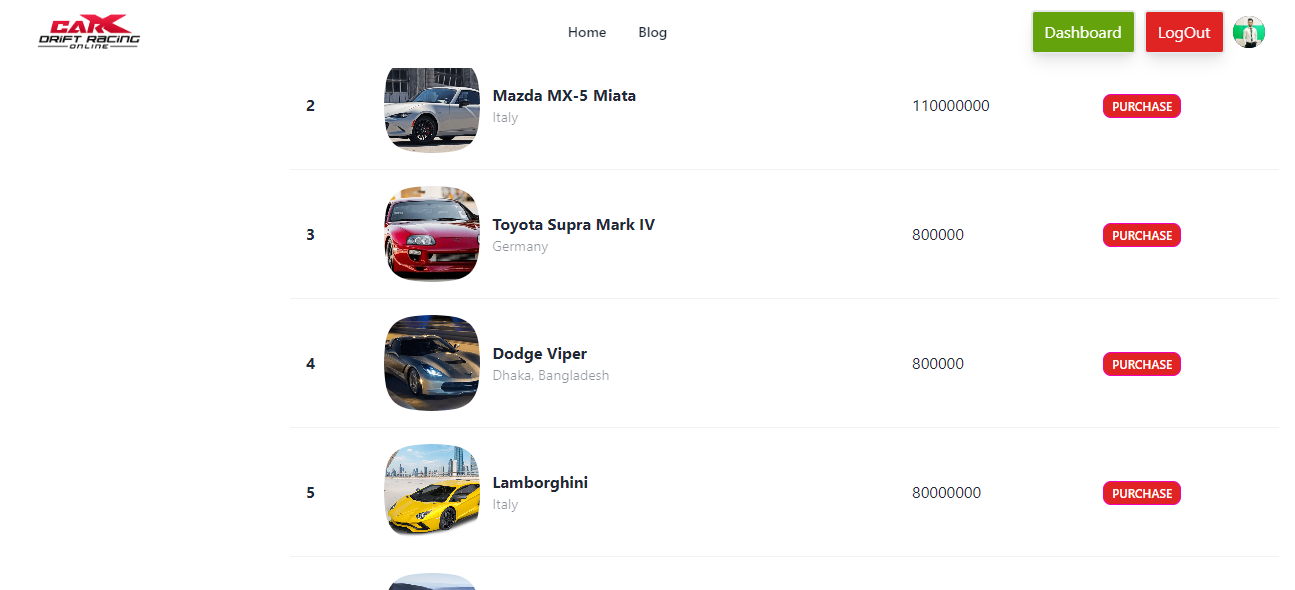 CARX
DRIFT RACING
ONLINE
Home Blog
Dashboard LogOut
2 Mazda MX-5 Miata 110000000 PURCHASE
Italy
3 Toyota Supra Mark IV 800000 PURCHASE
Germany
4 Dodge Viper 800000 PURCHASE
Dhaka, Bangladesh
5 Lamborghini 80000000 PURCHASE
Italy